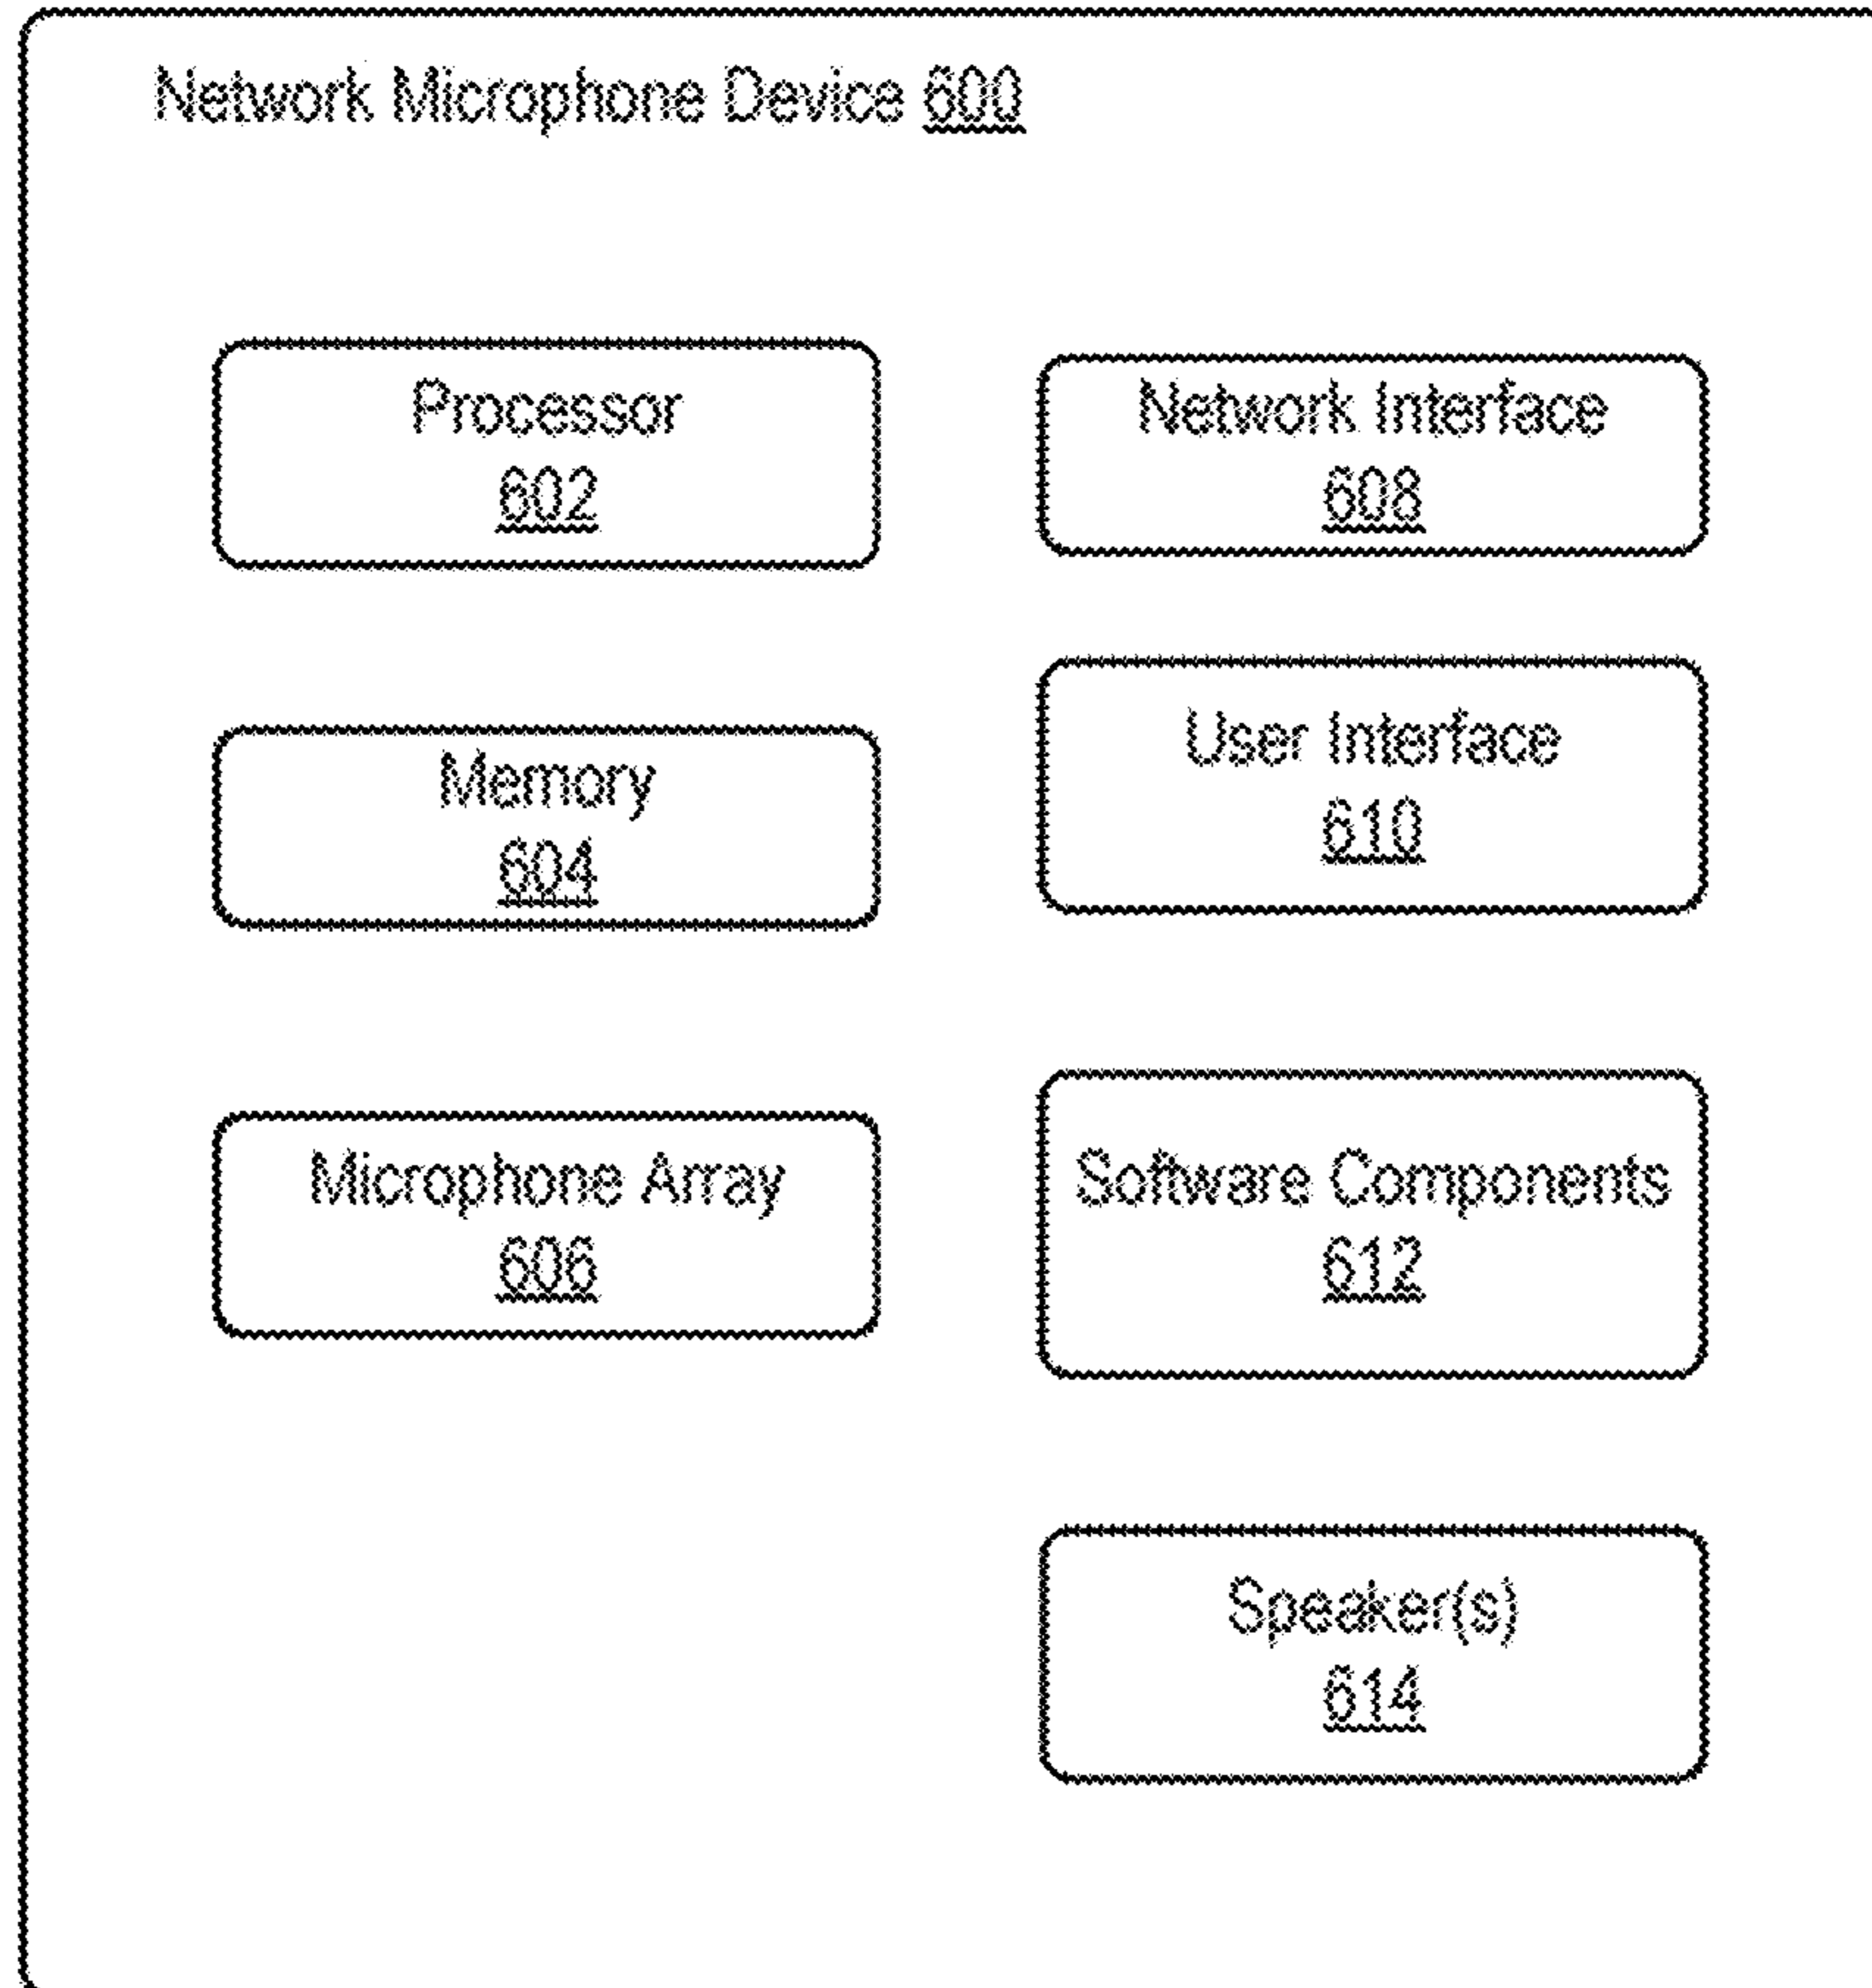 Network Microphone Device 600
Processor
602
Network Interface
608
Memory
604
User Interface
610
Microphone Array
606
Software Components
612
Speaker(s)
614